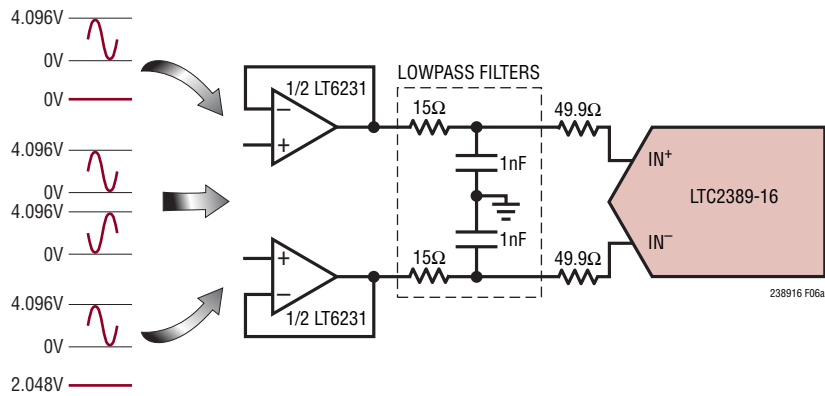 4.096V
0V
0V
4.096V
0V
4.096V
0V
4.096V
0V
2.048V
1/2 LT6231
–
+
+
–
1/2 LT6231
LOWPASS FILTERS
15Ω
1nF
1nF
15Ω
49.9Ω
49.9Ω
IN+
LTC2389-16
IN–
238916 F06a